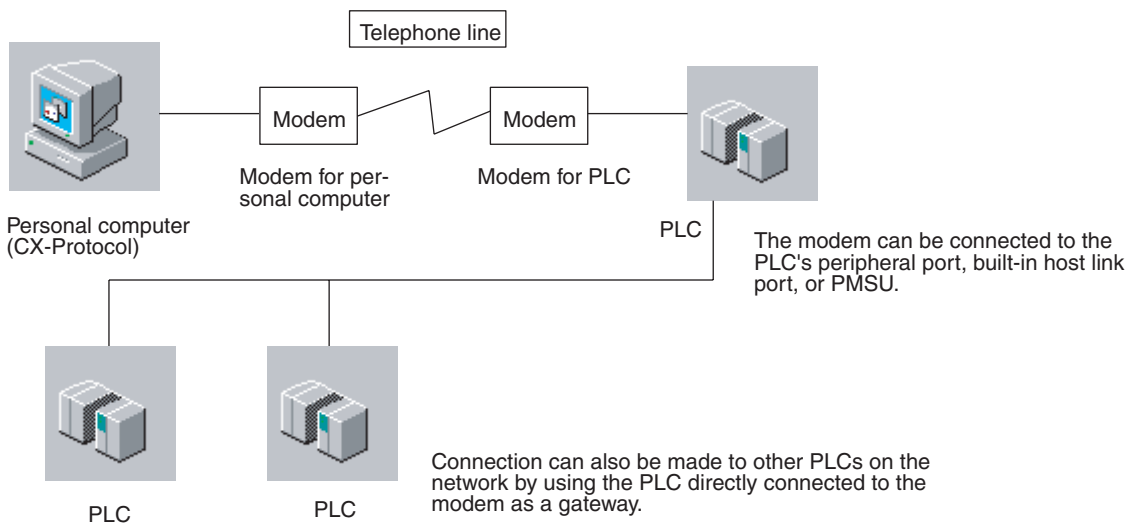 Telephone line
Modem
Modem
Modem for per-
sonal computer
Modem for PLC
Personal computer
(CX-Protocol)
PLC
The modem can be connected to the
PLC's peripheral port, built-in host link
port, or PMSU.
PLC
PLC
Connection can also be made to other PLCs on the
network by using the PLC directly connected to the
modem as a gateway.